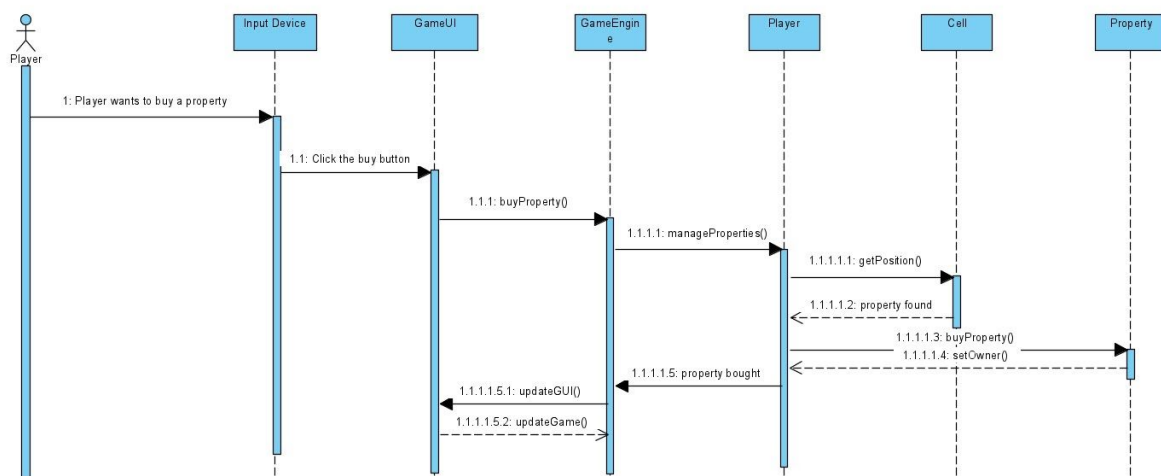 Player
Input Device
GameUI
GameEngin
e
Player
Cell
Property
1: Player wants to buy a property
1.1: Click the buy button
1.1.1: buyProperty()
1.1.1.1: manageProperties()
1.1.1.1.1: getPosition()
1.1.1.1.2: property found
1.1.1.1.3: buyProperty()
1.1.1.1.4: setOwner()
1.1.1.1.5: property bought
1.1.1.1.5.1: updateGUI()
1.1.1.1.5.2: updateGame()